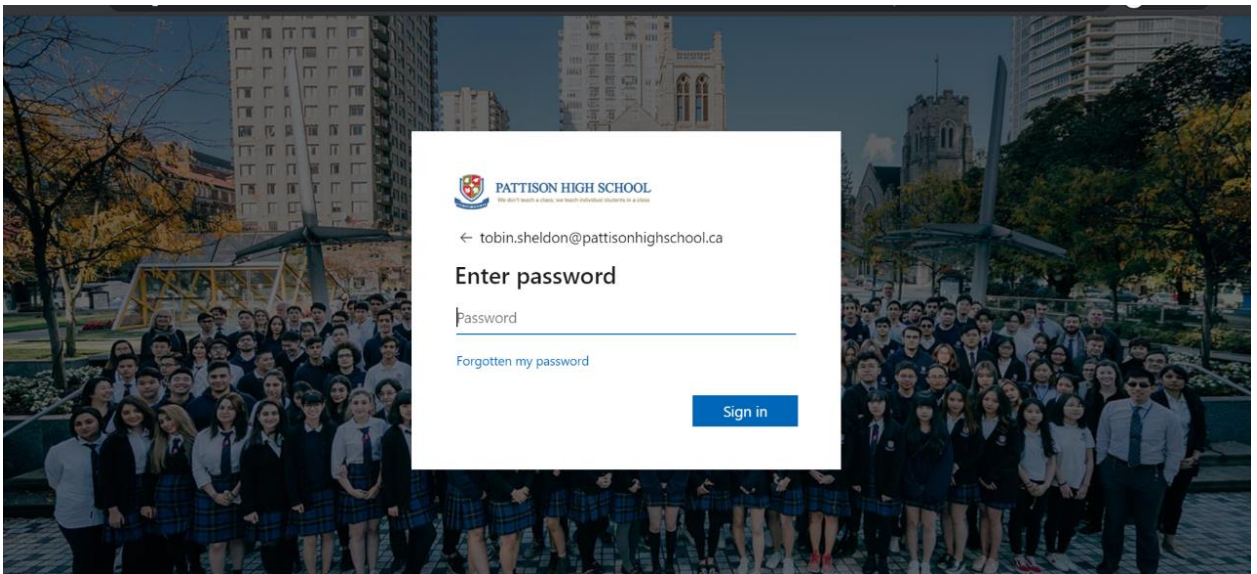 PATTISON HIGH SCHOOL
We don't teach a class, we teach individual students in a class
← tobin.sheldon@pattisonhighschool.ca
Enter password
Password
Forgotten my password
Sign in